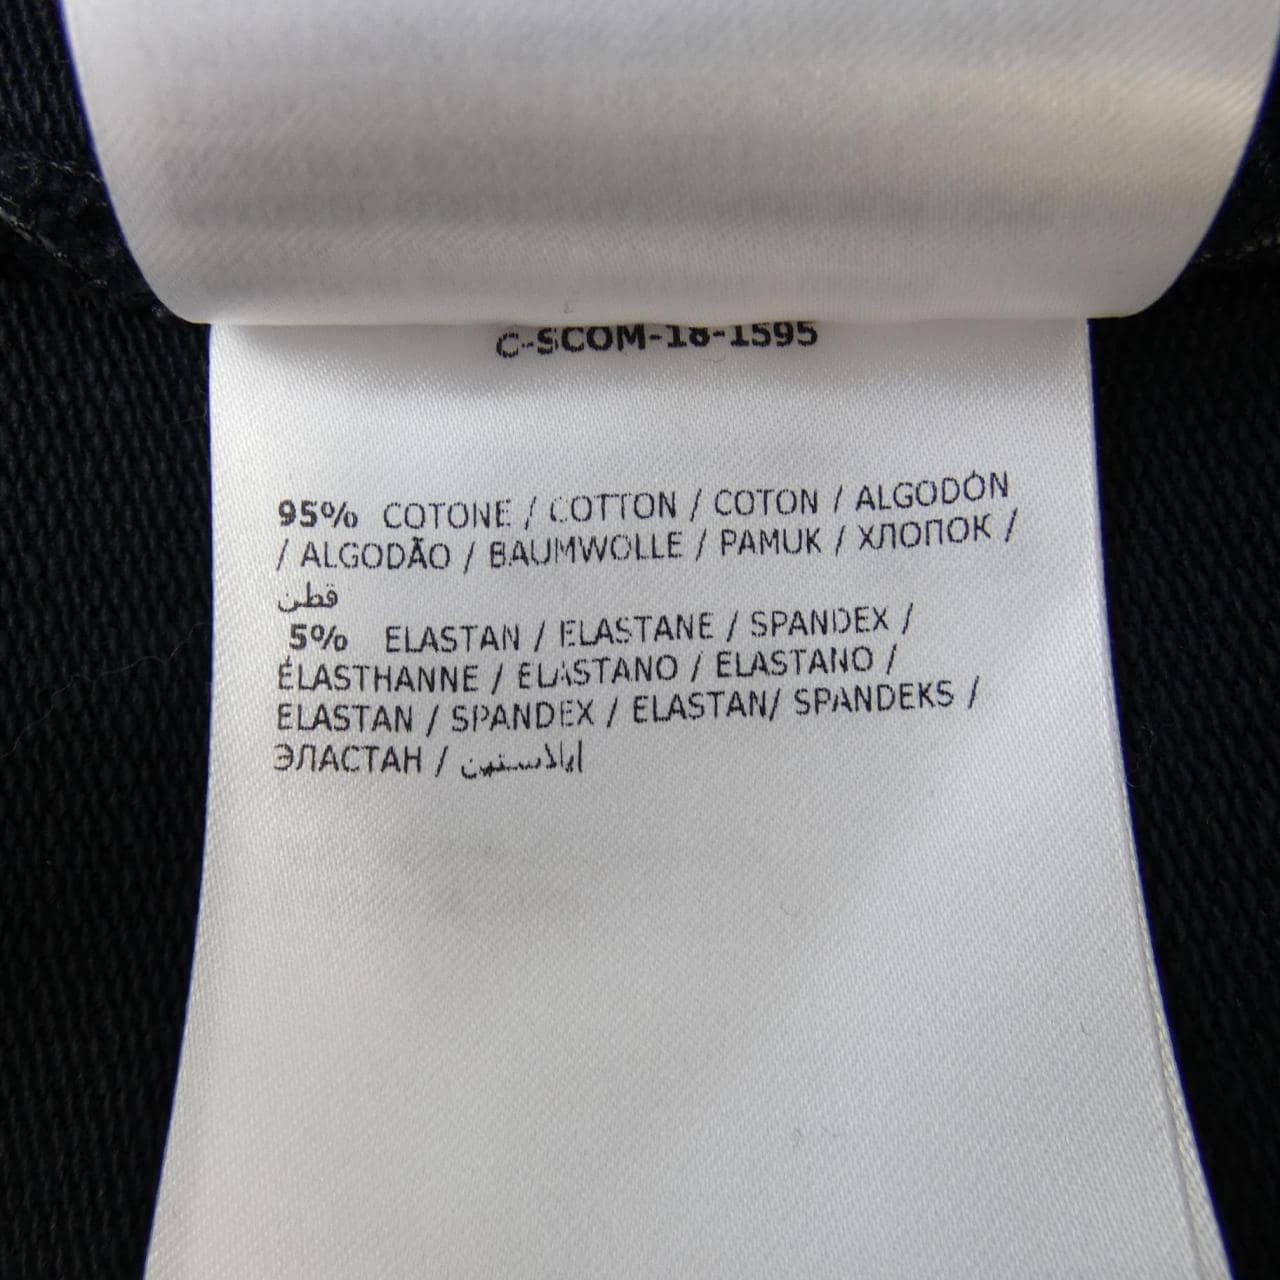 C-SCOM-18-1595
95% COTONE / COTTON / COTON / ALGODÓN
/ ALGODÃO / BAUMWOLLE / PAMUK / ХЛОПОК /
قطن
5% ELASTAN / ELASTANE / SPANDEX /
ÉLASTHANNE / ELASTANO / ELASTANO /
ELASTAN / SPANDEX / ELASTAN/ SPANDEKS /
ЭЛАСТАН / إيلاستين